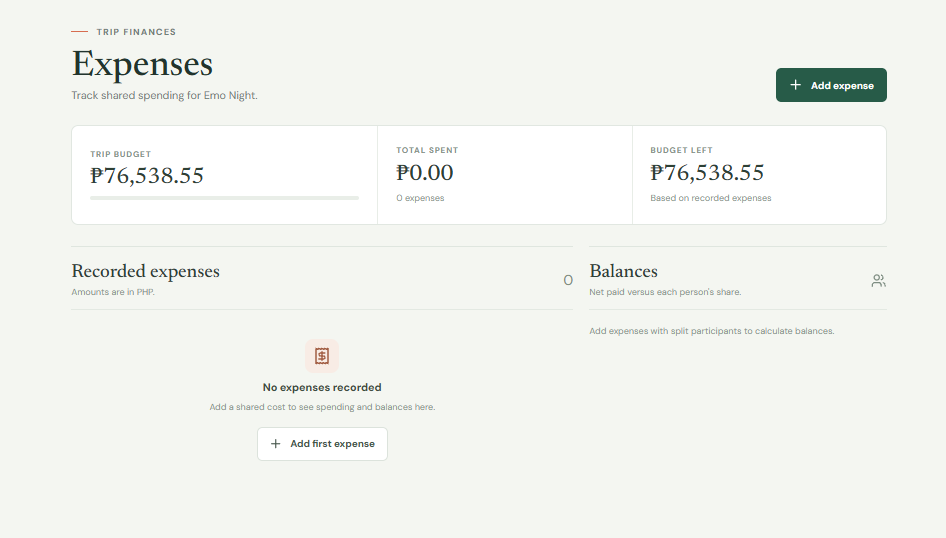 TRIP FINANCES
Expenses
Track shared spending for Emo Night.
Add expense
TRIP BUDGET
₱76,538.55
TOTAL SPENT
₱0.00
0 expenses
BUDGET LEFT
₱76,538.55
Based on recorded expenses
Recorded expenses
Amounts are in PHP.
0
Balances
Net paid versus each person's share.
Add expenses with split participants to calculate balances.
No expenses recorded
Add a shared cost to see spending and balances here.
Add first expense